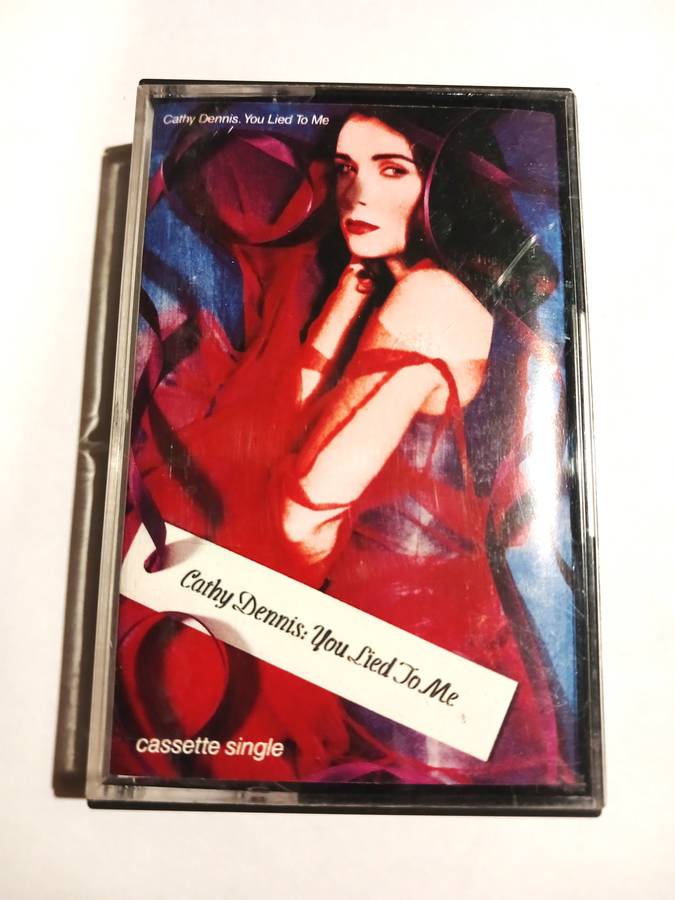 Cathy Dennis. You Lied To Me
Cathy Dennis: You Lied To Me
cassette single